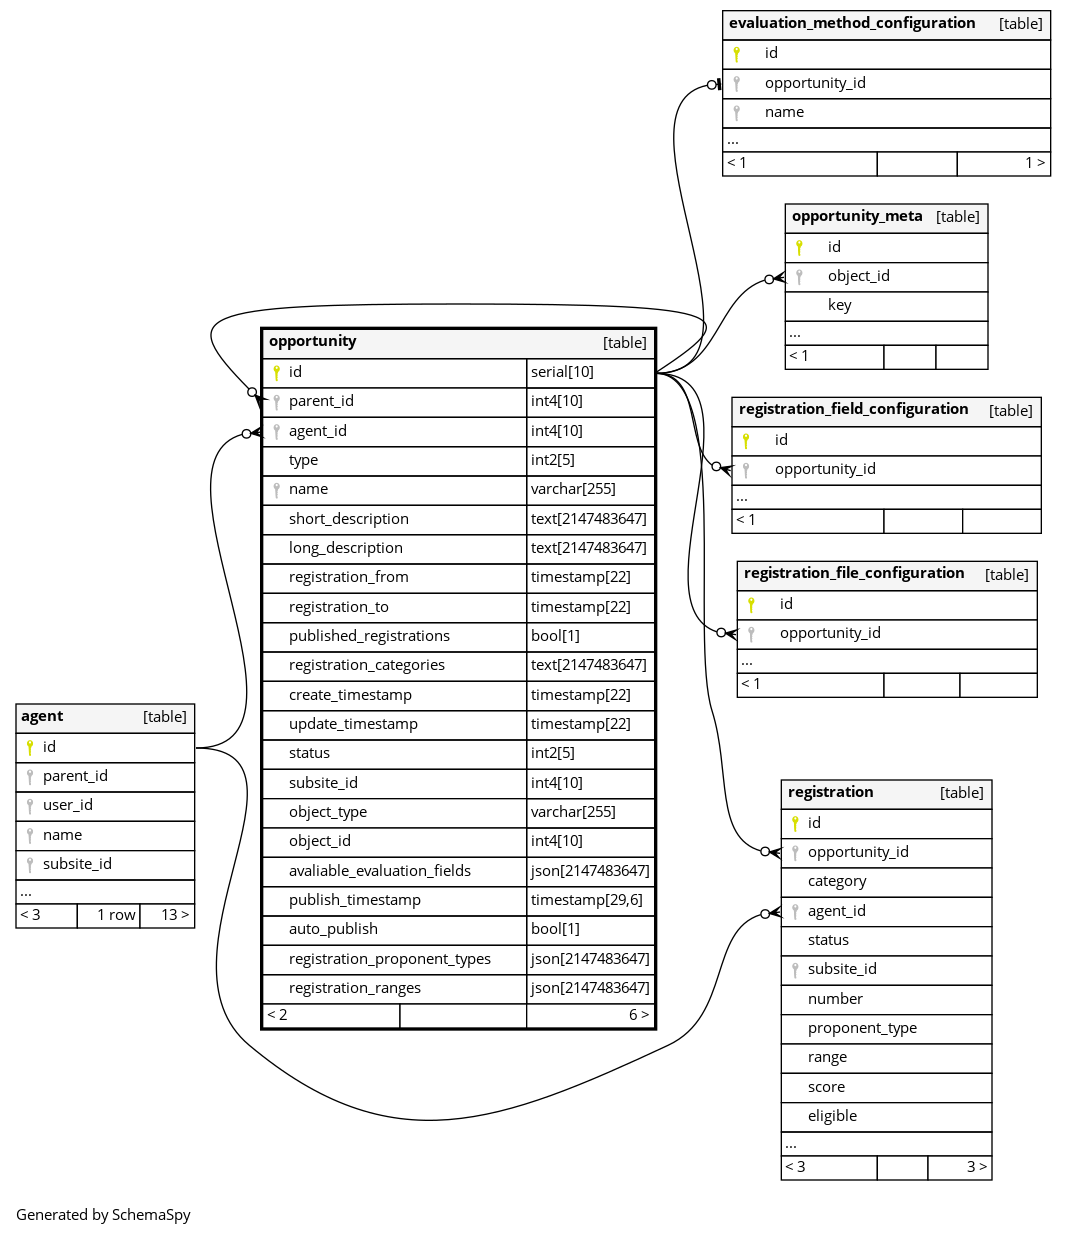 evaluation_method_configuration [table]
id
opportunity_id
name
...
< 1 1 >
opportunity_meta [table]
id
object_id
key
...
< 1
opportunity [table]
id serial[10]
parent_id int4[10]
agent_id int4[10]
type int2[5]
name varchar[255]
short_description text[2147483647]
long_description text[2147483647]
registration_from timestamp[22]
registration_to timestamp[22]
published_registrations bool[1]
registration_categories text[2147483647]
create_timestamp timestamp[22]
update_timestamp timestamp[22]
status int2[5]
subsite_id int4[10]
object_type varchar[255]
object_id int4[10]
avaliable_evaluation_fields json[2147483647]
publish_timestamp timestamp[29,6]
auto_publish bool[1]
registration_proponent_types json[2147483647]
registration_ranges json[2147483647]
< 2 6 >
registration_field_configuration [table]
id
opportunity_id
...
< 1
registration_file_configuration [table]
id
opportunity_id
...
< 1
agent [table]
id
parent_id
user_id
name
subsite_id
...
< 3 1 row 13 >
registration [table]
id
opportunity_id
category
agent_id
status
subsite_id
number
proponent_type
range
score
eligible
...
< 3 3 >
Generated by SchemaSpy